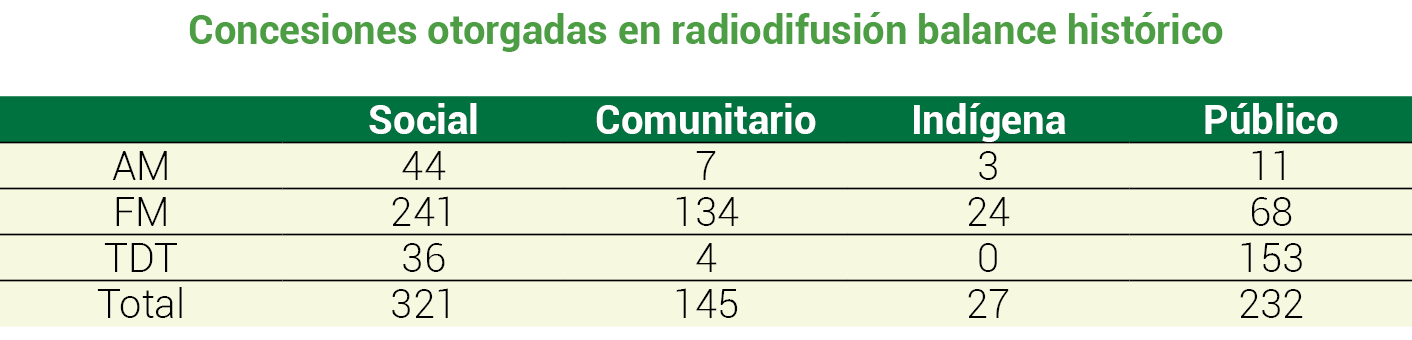 Concesiones otorgadas en radiodifusión balance histórico
Social Comunitario Indígena Público
AM 44 7 3 11
FM 241 134 24 68
TDT 36 4 0 153
Total 321 145 27 232